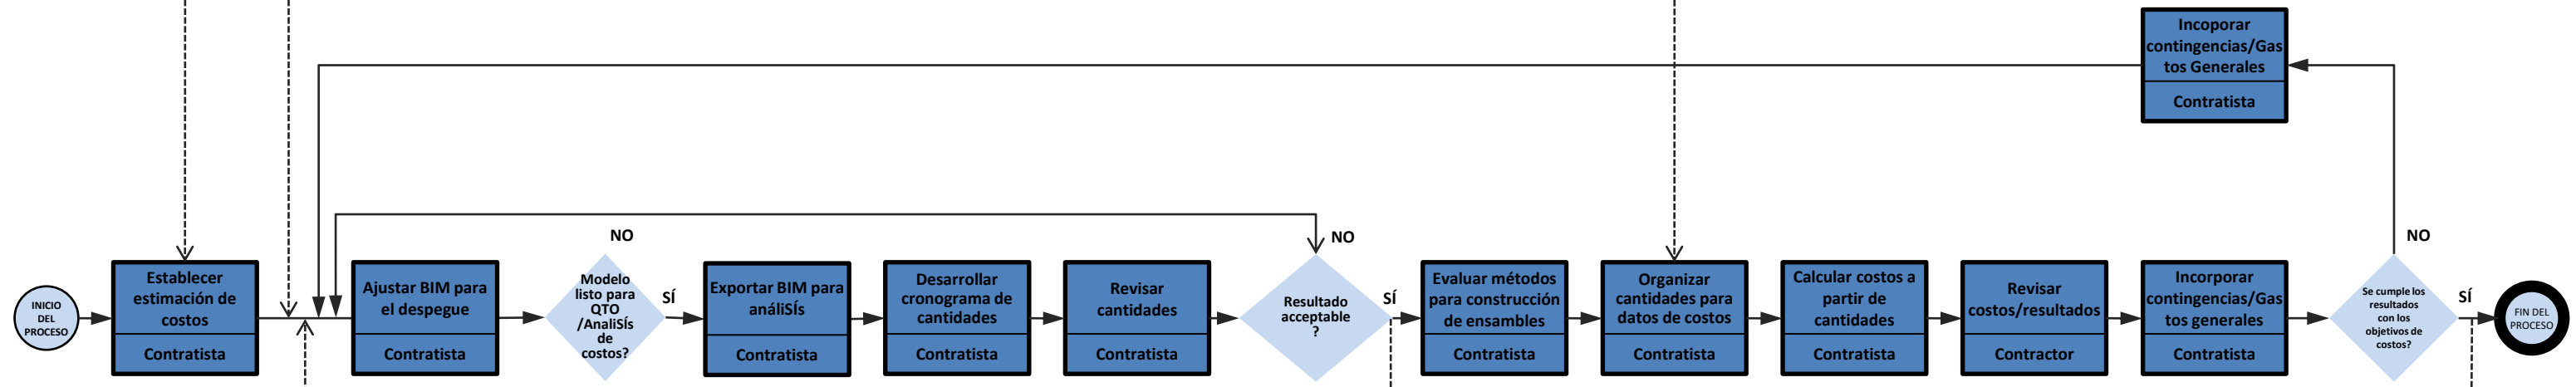 Incoporar
contingencias/Gas
tos Generales
Contratista
NO
NO
NO
INICIO
DEL
PROCESO
Establecer
estimación de
costos
Contratista
Ajustar BIM para
el despegue
Contratista
Modelo
listo para
QTO
/AnaliSÍs
de
costos?
SÍ
Exportar BIM para
análiSÍs
Contratista
Desarrollar
cronograma de
cantidades
Contratista
Revisar
cantidades
Contratista
Resultado
acceptable
?
SÍ
Evaluar métodos
para construcción
de ensambles
Contratista
Organizar
cantidades para
datos de costos
Contratista
Calcular costos a
partir de
cantidades
Contratista
Revisar
costos/resultados
Contractor
Incorporar
contingencias/Gas
tos generales
Contratista
Se cumple los
resultados
con los
objetivos de
costos?
SÍ
FIN DEL
PROCESO